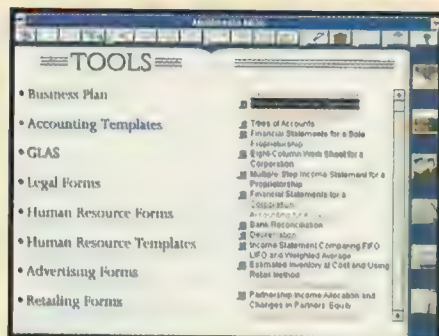 TOOLS
• Business Plan
• Accounting Templates
• GLAS
• Legal Forms
• Human Resource Forms
• Human Resource Templates
• Advertising Forms
• Retailing Forms
Types of Accounts
Financial Statements for a Sole
Proprietorship
Eight-Column Work Sheet for a
Corporation
Multiple Step Income Statement for a
Proprietorship
Financial Statements for a
Corporation
Bank Reconciliation
Depreciation
Income Statement Comparing FIFO
LIFO and Weighted Average
Estimated Inventory at Cost and Using
Retail Method
Partnership Income Allocation and
Changes in Partners Equity